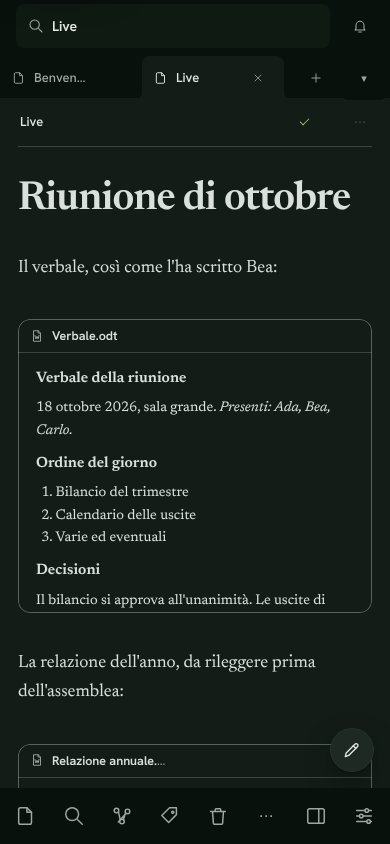 Live
Benven...
Live
Live
Riunione di ottobre
Il verbale, così come l'ha scritto Bea:
Verbale.odt
Verbale della riunione
18 ottobre 2026, sala grande. Presenti: Ada, Bea,
Carlo.
Ordine del giorno
1. Bilancio del trimestre
2. Calendario delle uscite
3. Varie ed eventuali
Decisioni
Il bilancio si approva all'unanimità. Le uscite di
La relazione dell'anno, da rileggere prima
dell'assemblea:
Relazione annuale....